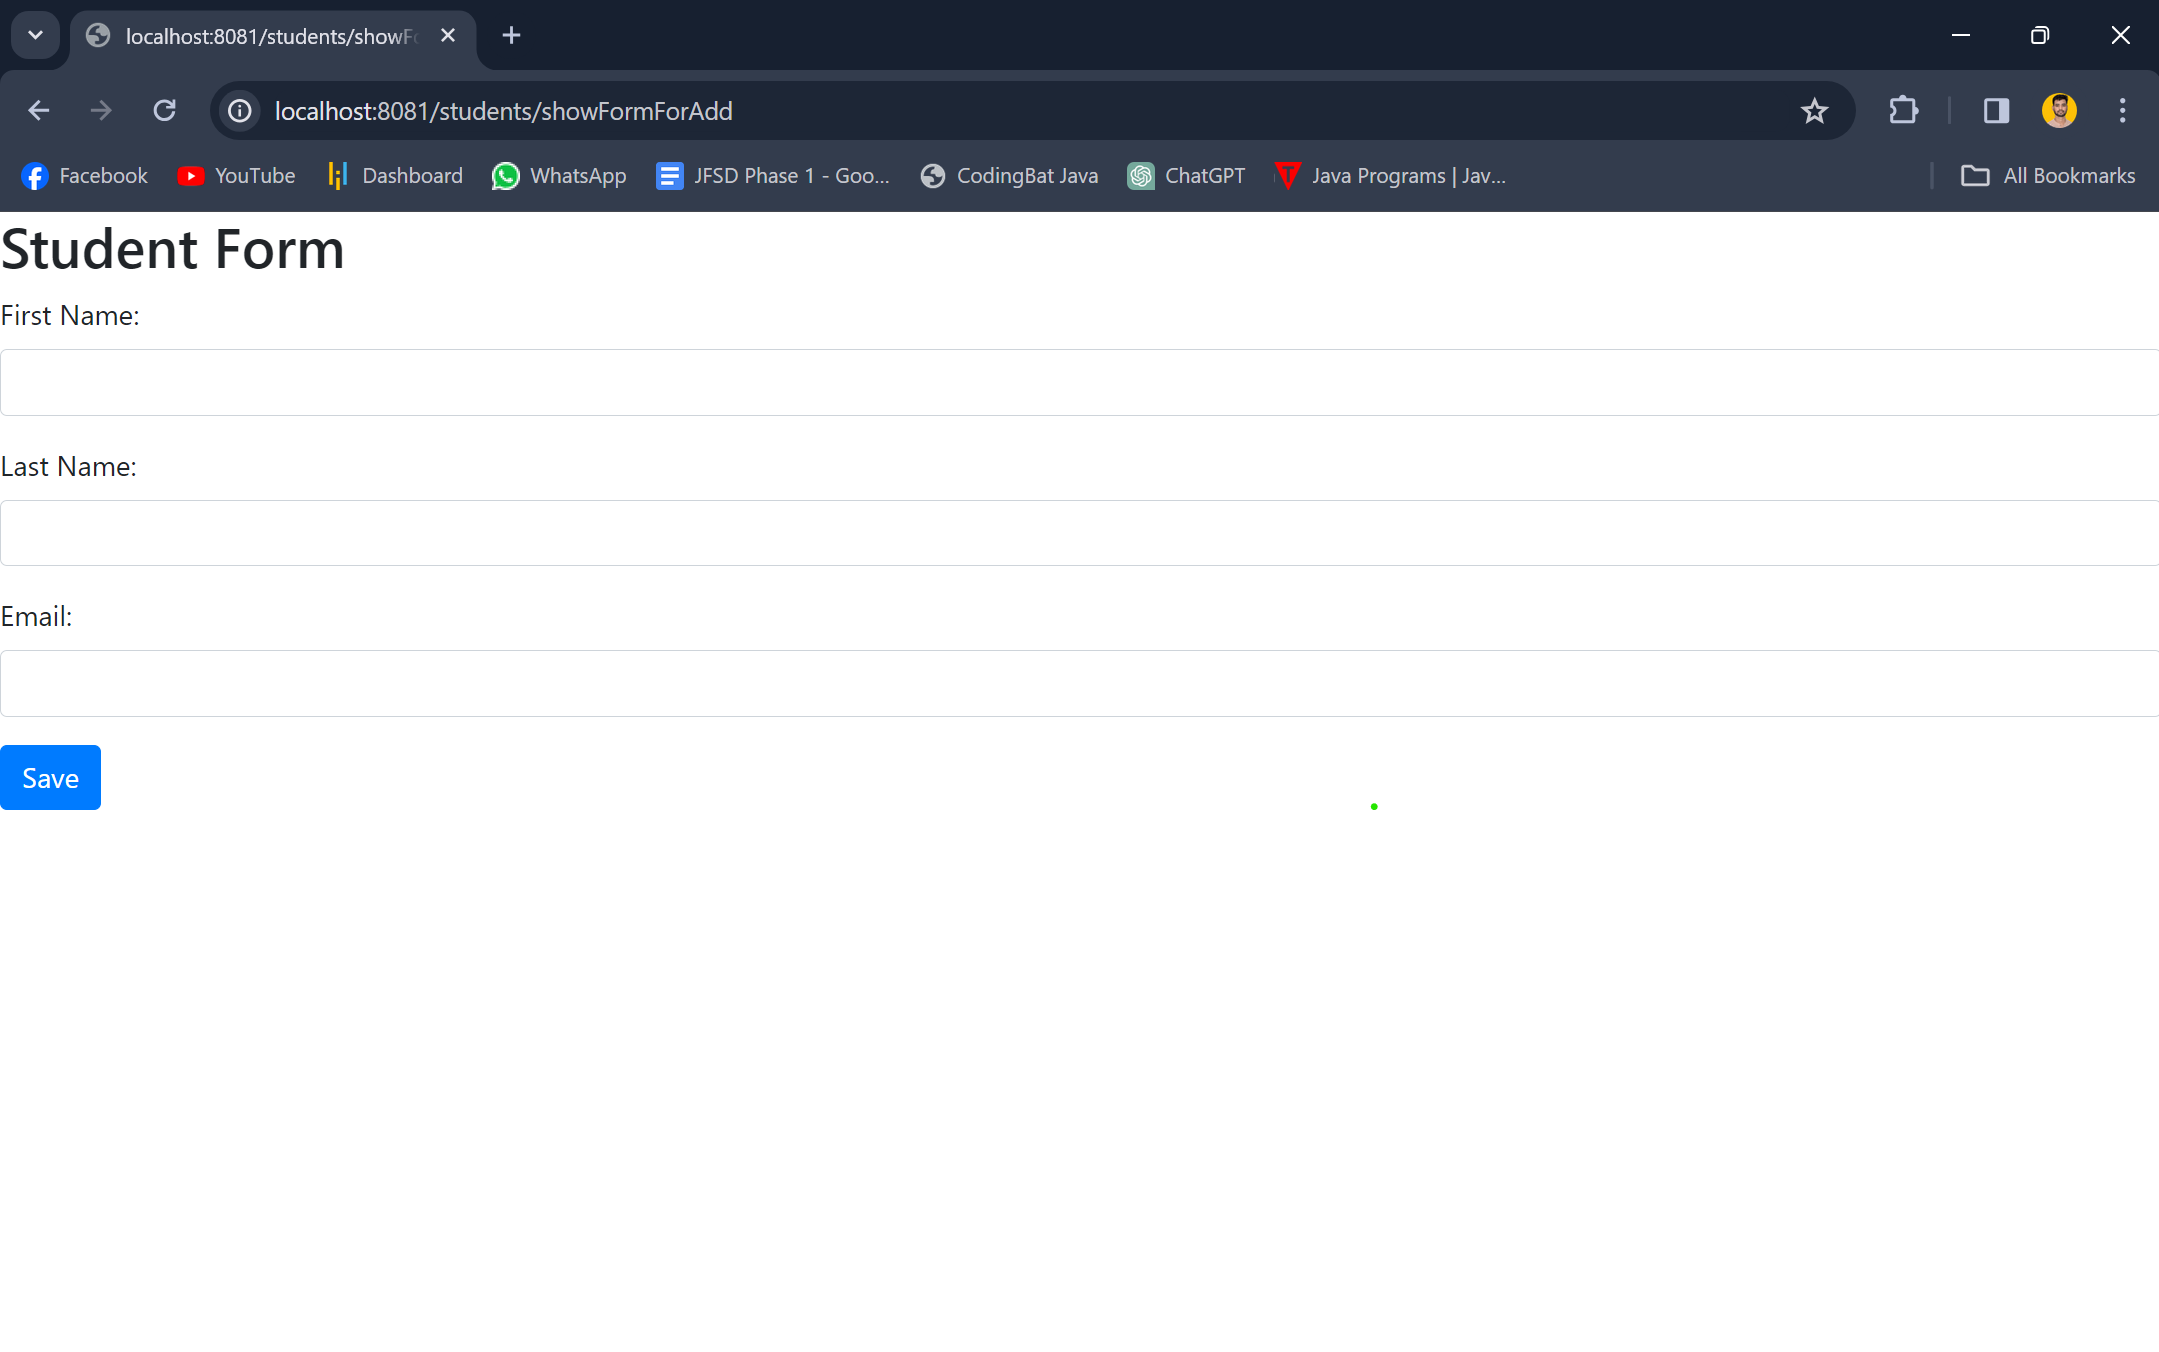 localhost:8081/students/showF
localhost:8081/students/showFormForAdd
Facebook YouTube Dashboard WhatsApp JFSD Phase 1 - Goo... CodingBat Java ChatGPT Java Programs | Jav... All Bookmarks
Student Form
First Name:
Last Name:
Email:
Save